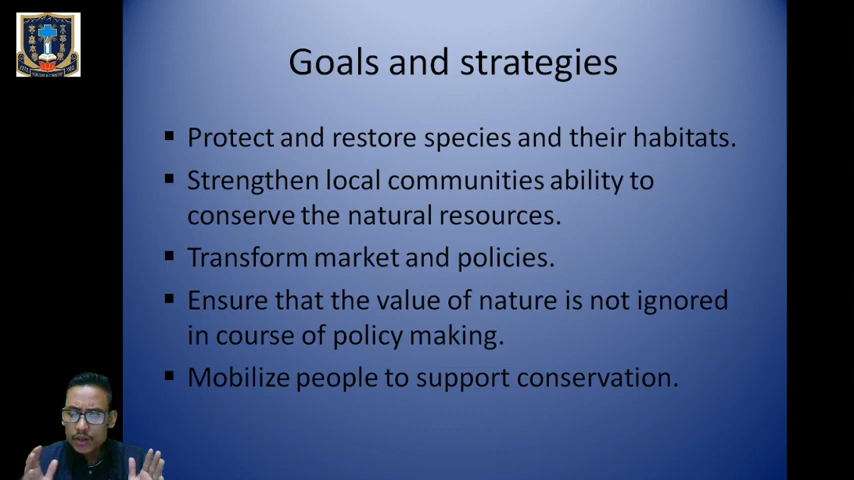 Goals and strategies
Protect and restore species and their habitats.
Strengthen local communities ability to
conserve the natural resources.
Transform market and policies.
Ensure that the value of nature is not ignored
in course of policy making.
Mobilize people to support conservation.